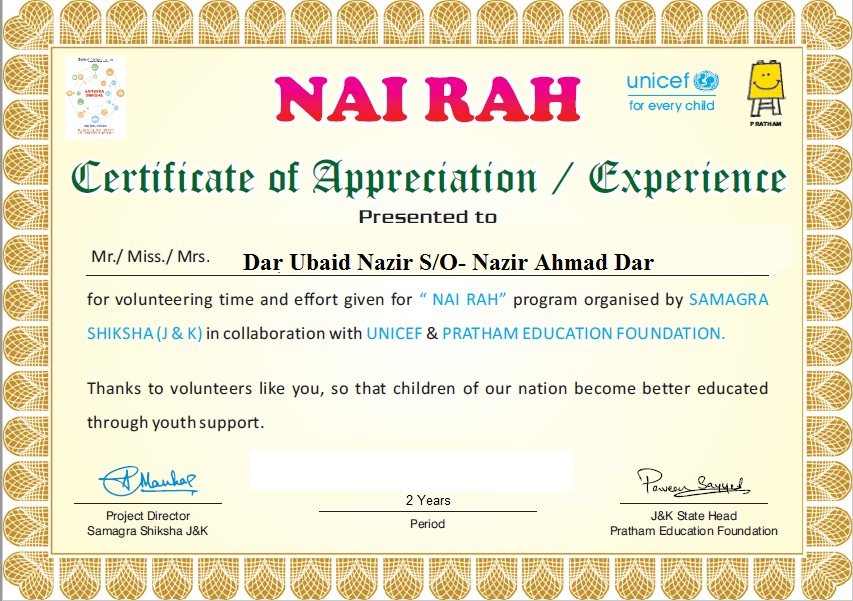 SAMAGRA
SHIKSHA
NAI RAH
unicef
for every child
PRATHAM
Certificate of Appreciation / Experience
Presented to
Mr./ Miss./ Mrs. Dar Ubaid Nazir S/O- Nazir Ahmad Dar
for volunteering time and effort given for “ NAI RAH” program organised by SAMAGRA
SHIKSHA (J & K) in collaboration with UNICEF & PRATHAM EDUCATION FOUNDATION.
Thanks to volunteers like you, so that children of our nation become better educated
through youth support.
Parveen Sayyed
2 Years
Project Director
Samagra Shiksha J&K
Period
J&K State Head
Pratham Education Foundation